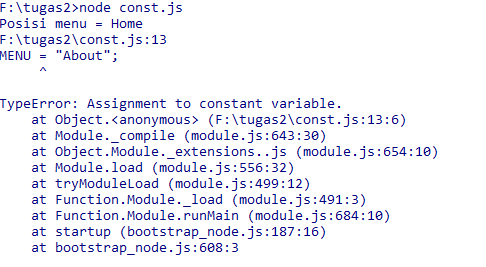 F:\tugas2>node const.js
Posisi menu = Home
F:\tugas2\const.js:13
MENU = "About";
     ^
TypeError: Assignment to constant variable.
    at Object.<anonymous> (F:\tugas2\const.js:13:6)
    at Module._compile (module.js:643:30)
    at Object.Module._extensions..js (module.js:654:10)
    at Module.load (module.js:556:32)
    at tryModuleLoad (module.js:499:12)
    at Function.Module._load (module.js:491:3)
    at Function.Module.runMain (module.js:684:10)
    at startup (bootstrap_node.js:187:16)
    at bootstrap_node.js:608:3